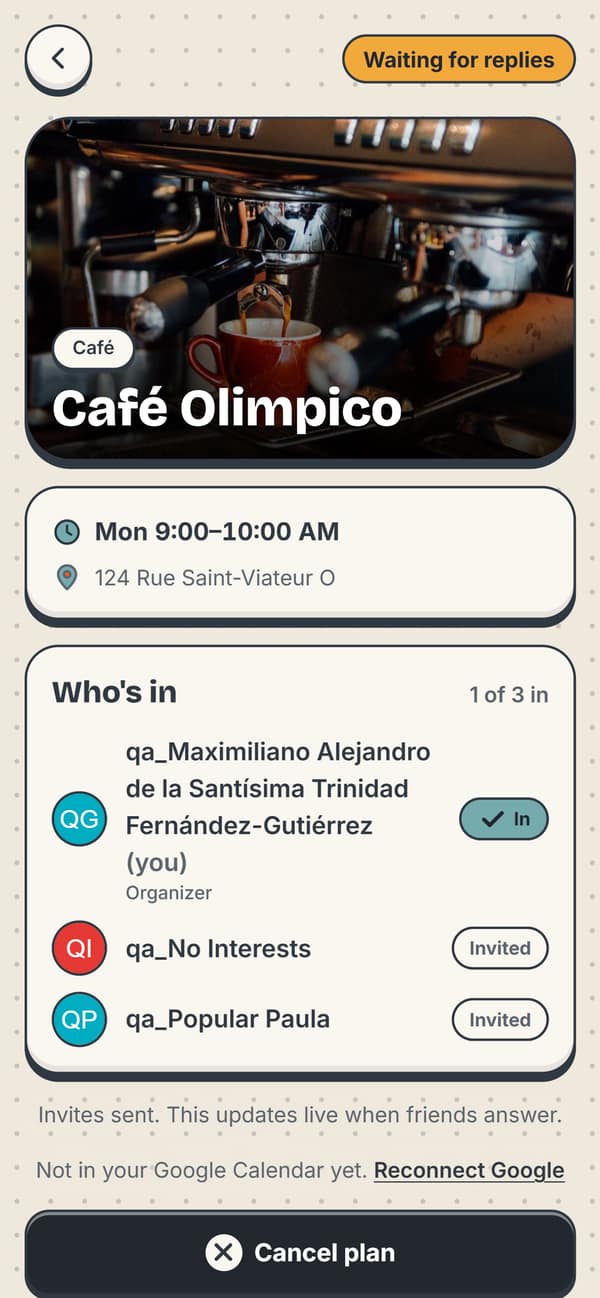 Waiting for replies
Café
Café Olimpico
Mon 9:00–10:00 AM
124 Rue Saint-Viateur O
Who's in
1 of 3 in
QG
qa_Maximiliano Alejandro
de la Santísima Trinidad
Fernández-Gutiérrez
(you)
Organizer
In
QI
qa_No Interests
Invited
QP
qa_Popular Paula
Invited
Invites sent. This updates live when friends answer.
Not in your Google Calendar yet. Reconnect Google
Cancel plan